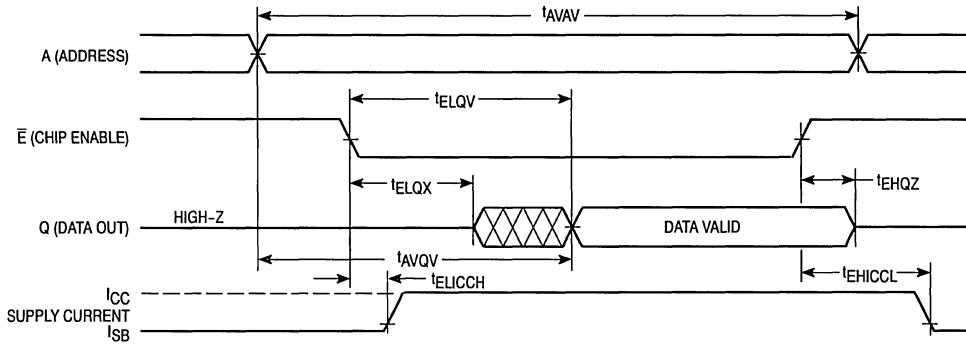 tAVAV
A (ADDRESS)
tELQV
E̅ (CHIP ENABLE)
tELQX
tEHQZ
Q (DATA OUT)
HIGH–Z
DATA VALID
tAVQV
tELICCH
tEHICCL
ICC
SUPPLY CURRENT
ISB